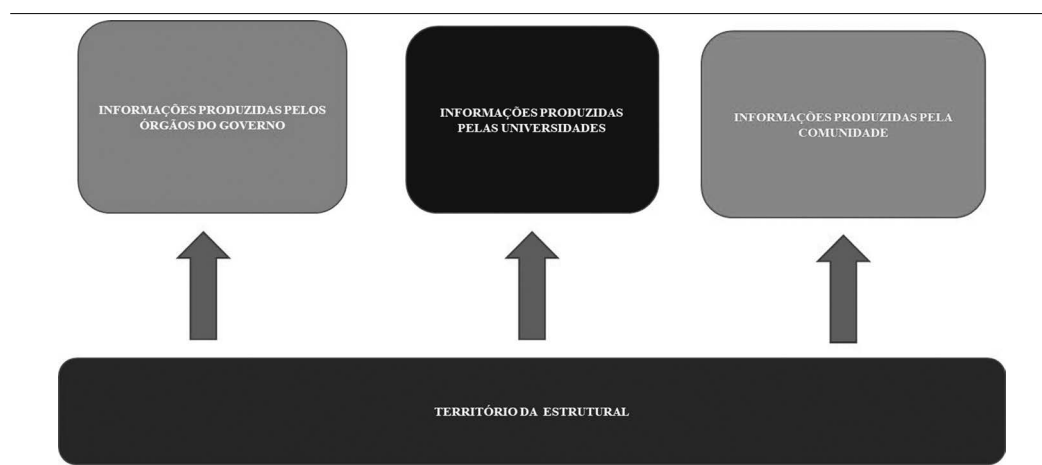 INFORMAÇÕES PRODUZIDAS PELOS
ÓRGÃOS DO GOVERNO
INFORMAÇÕES PRODUZIDAS
PELAS UNIVERSIDADES
INFORMAÇÕES PRODUZIDAS PELA
COMUNIDADE
TERRITÓRIO DA ESTRUTURAL